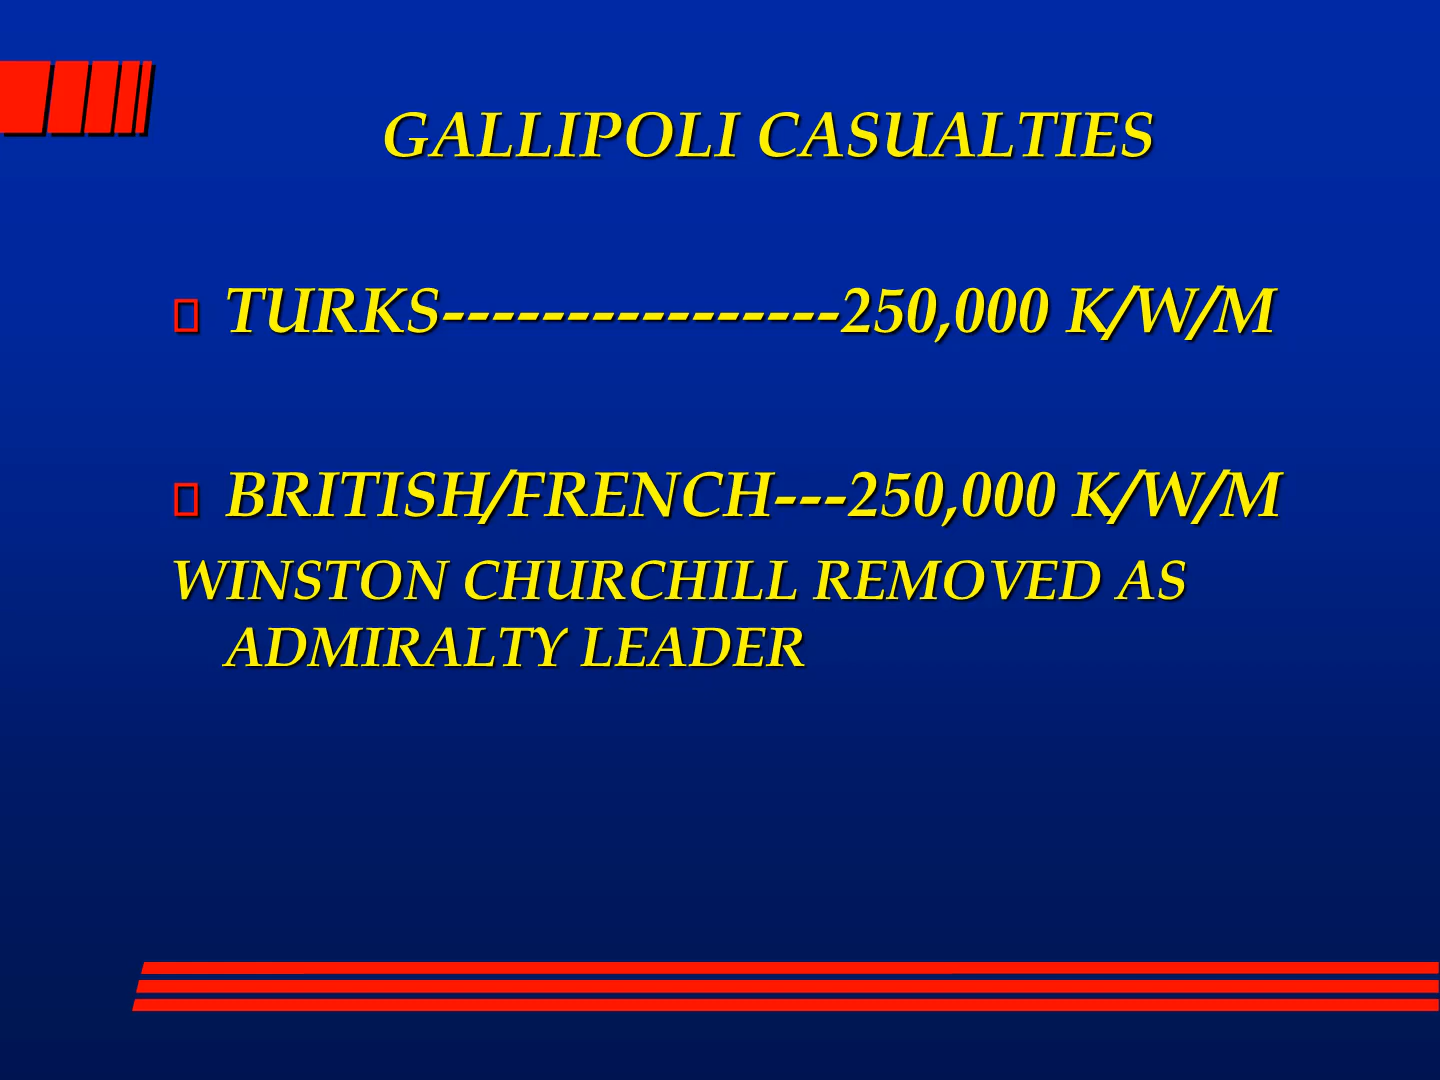 GALLIPOLI CASUALTIES
TURKS----------------250,000 K/W/M
BRITISH/FRENCH---250,000 K/W/M
WINSTON CHURCHILL REMOVED AS
ADMIRALTY LEADER